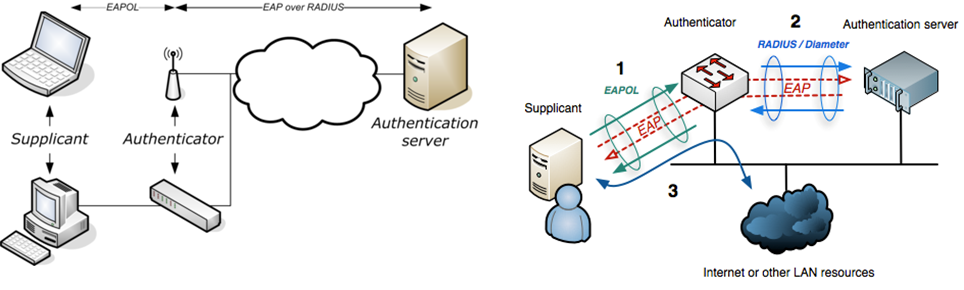 EAPOL
EAP over RADIUS
Supplicant
Authenticator
Authentication
server
Authenticator
2
Authentication server
RADIUS / Diameter
EAP
1
EAPOL
EAP
Supplicant
3
Internet or other LAN resources